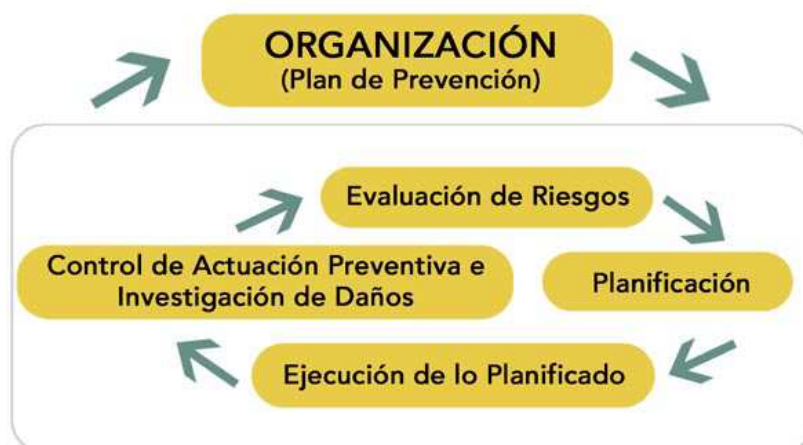 ORGANIZACIÓN
(Plan de Prevención)
Evaluación de Riesgos
Control de Actuación Preventiva e
Investigación de Daños
Planificación
Ejecución de lo Planificado